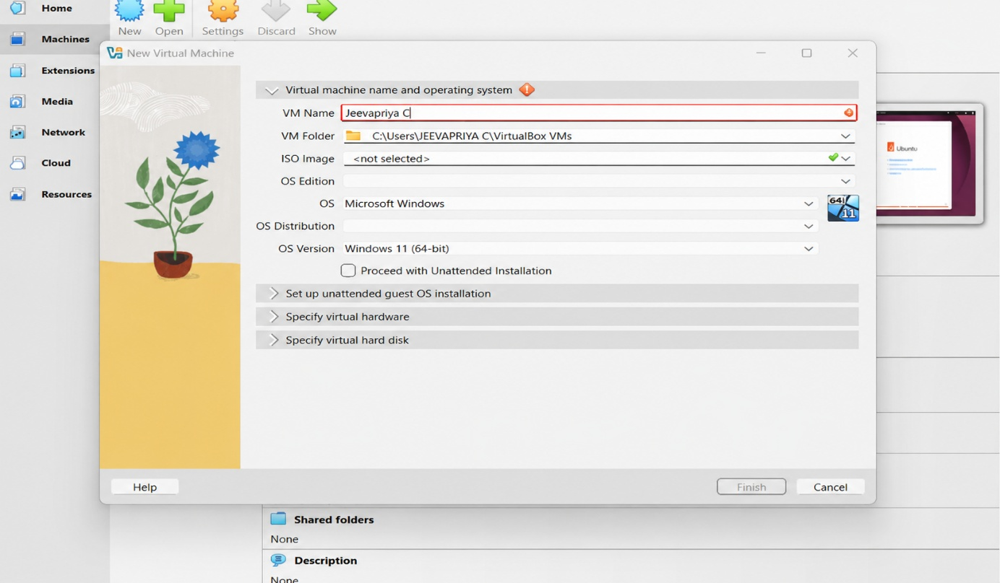 Home
New
Open
Settings
Discard
Show
Machines
New Virtual Machine
Extensions
Media
Network
Cloud
Resources
Virtual machine name and operating system
VM Name Jeevapriya C
VM Folder C:\Users\JEEVAPRIYA C\VirtualBox VMs
ISO Image <not selected>
OS Edition
OS Microsoft Windows
64 11
OS Distribution
OS Version Windows 11 (64-bit)
Proceed with Unattended Installation
Set up unattended guest OS installation
Specify virtual hardware
Specify virtual hard disk
Ubuntu
Help
Finish
Cancel
Shared folders
None
Description
None